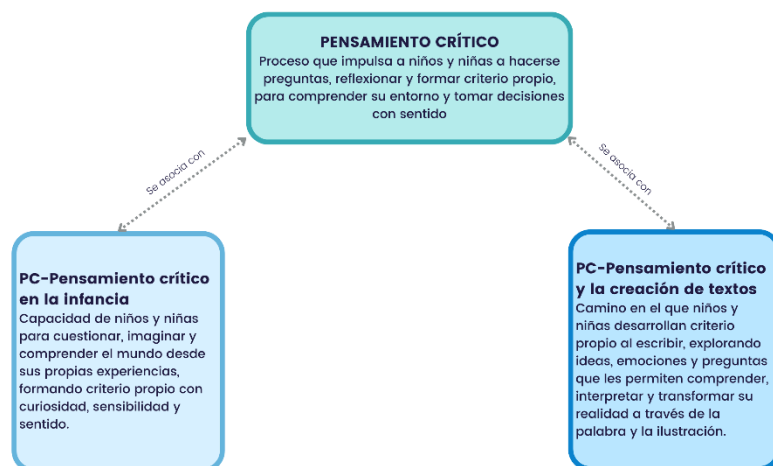 PENSAMIENTO CRÍTICO
Proceso que impulsa a niños y niñas a hacerse
preguntas, reflexionar y formar criterio propio,
para comprender su entorno y tomar decisiones
con sentido
Se asocia con
Se asocia con
PC-Pensamiento crítico
en la infancia
Capacidad de niños y niñas
para cuestionar, imaginar y
comprender el mundo desde
sus propias experiencias,
formando criterio propio con
curiosidad, sensibilidad y
sentido.
PC-Pensamiento crítico
y la creación de textos
Camino en el que niños y
niñas desarrollan criterio
propio al escribir, explorando
ideas, emociones y preguntas
que les permiten comprender,
interpretar y transformar su
realidad a través de la
palabra y la ilustración.